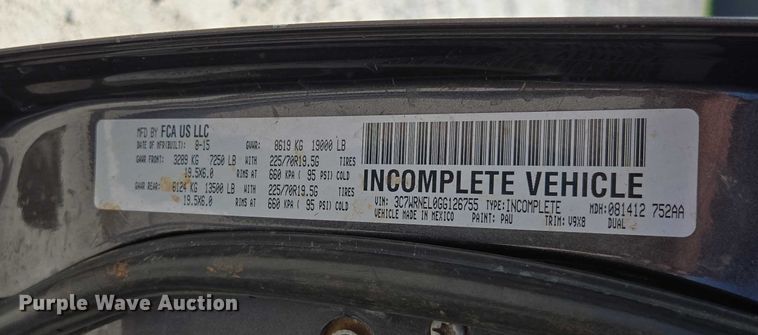 MFD BY FCA US LLC
DATE OF MFR(BUILT): 8-15 GVWR: 8619 KG 19000 LB
GAWR FRONT: 3289 KG 7250 LB WITH 225/70R19.5G TIRES
19.5X6.0 RIMS AT 660 KPA ( 95 PSI) COLD
GAWR REAR: 6124 KG 13500 LB WITH 225/70R19.5G TIRES
19.5X6.0 RIMS AT 660 KPA ( 95 PSI) COLD
INCOMPLETE VEHICLE
VIN: 3C7WRNEL0GG126755 TYPE: INCOMPLETE MDH: 081412 752AA
VEHICLE MADE IN MEXICO PAINT: PAU TRIM: V9X8 DUAL
Purple Wave Auction